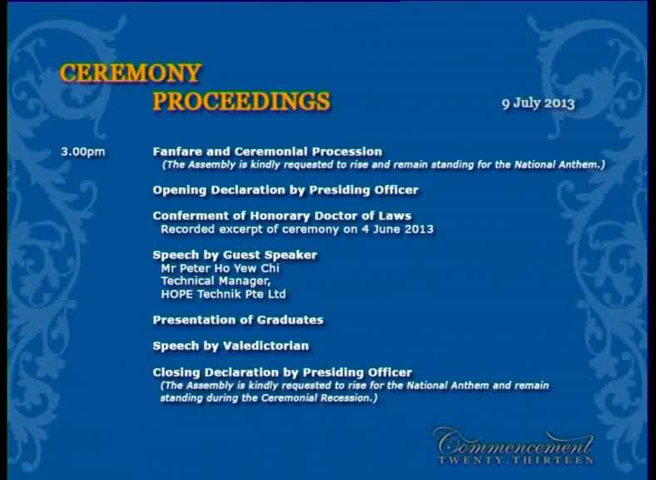 CEREMONY
PROCEEDINGS
9 July 2013
3.00pm Fanfare and Ceremonial Procession
(The Assembly is kindly requested to rise and remain standing for the National Anthem.)
Opening Declaration by Presiding Officer
Conferment of Honorary Doctor of Laws
Recorded excerpt of ceremony on 4 June 2013
Speech by Guest Speaker
Mr Peter Ho Yew Chi
Technical Manager,
HOPE Technik Pte Ltd
Presentation of Graduates
Speech by Valedictorian
Closing Declaration by Presiding Officer
(The Assembly is kindly requested to rise for the National Anthem and remain
standing during the Ceremonial Recession.)
Commencement
TWENTY.THIRTEEN